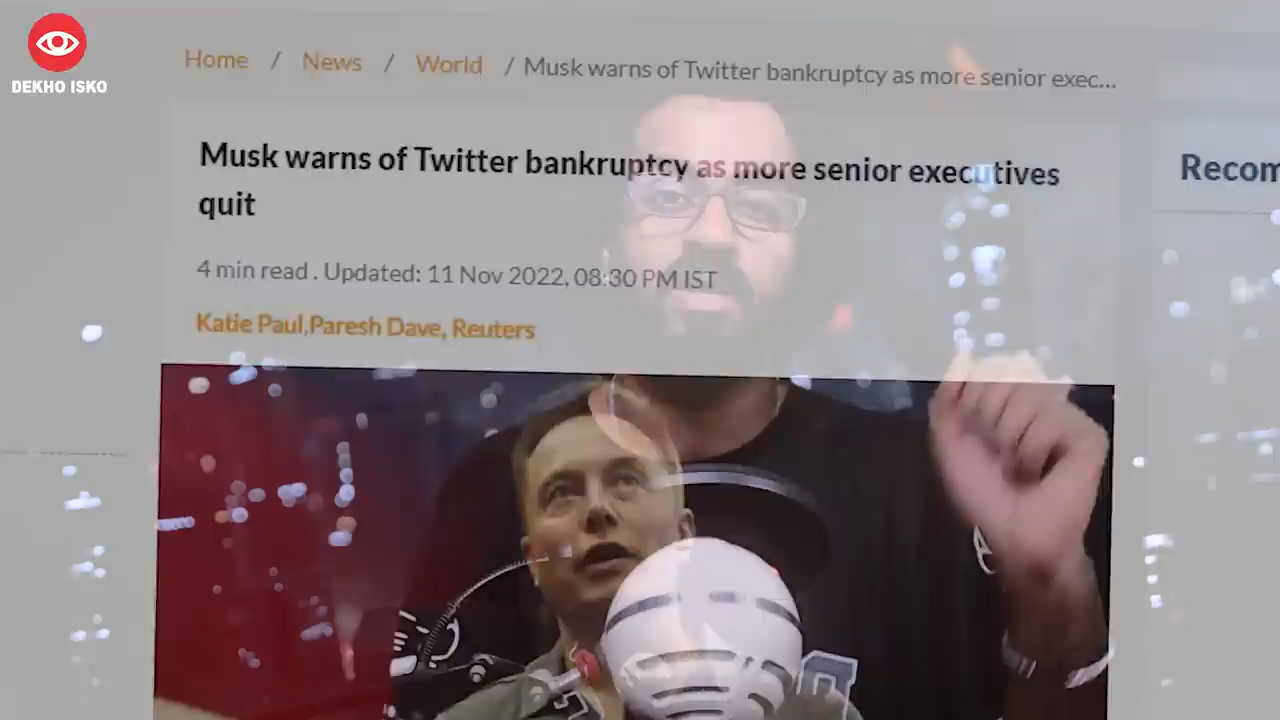 DEKHO ISKO
Home / News / World / Musk warns of Twitter bankruptcy as more senior exec...
Musk warns of Twitter bankruptcy as more senior executives
quit
Recom
4 min read . Updated: 11 Nov 2022, 08:30 PM IST
Katie Paul,Paresh Dave, Reuters